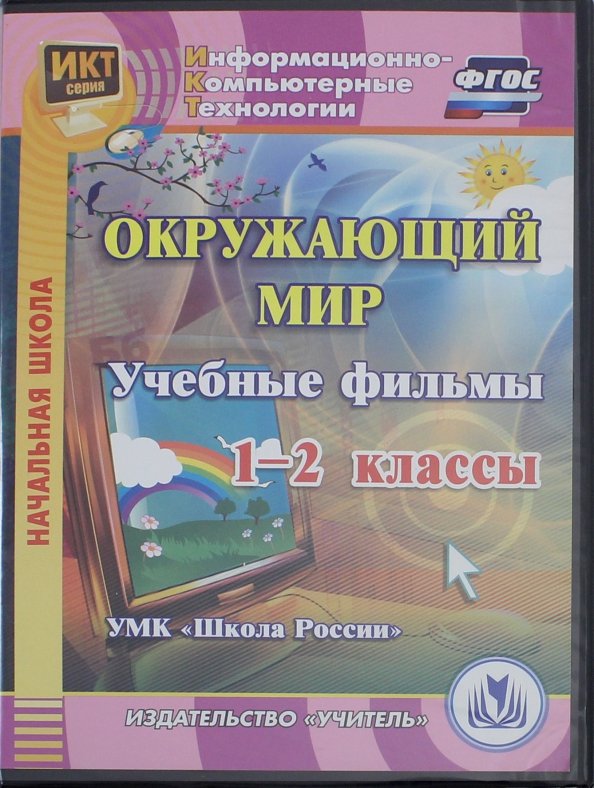 ИКТ
серия
Информационно-
Компьютерные
Технологии
ФГОС
НАЧАЛЬНАЯ ШКОЛА
ОКРУЖАЮЩИЙ
МИР
Учебные фильмы
1–2 классы
УМК «Школа России»
ИЗДАТЕЛЬСТВО «УЧИТЕЛЬ»